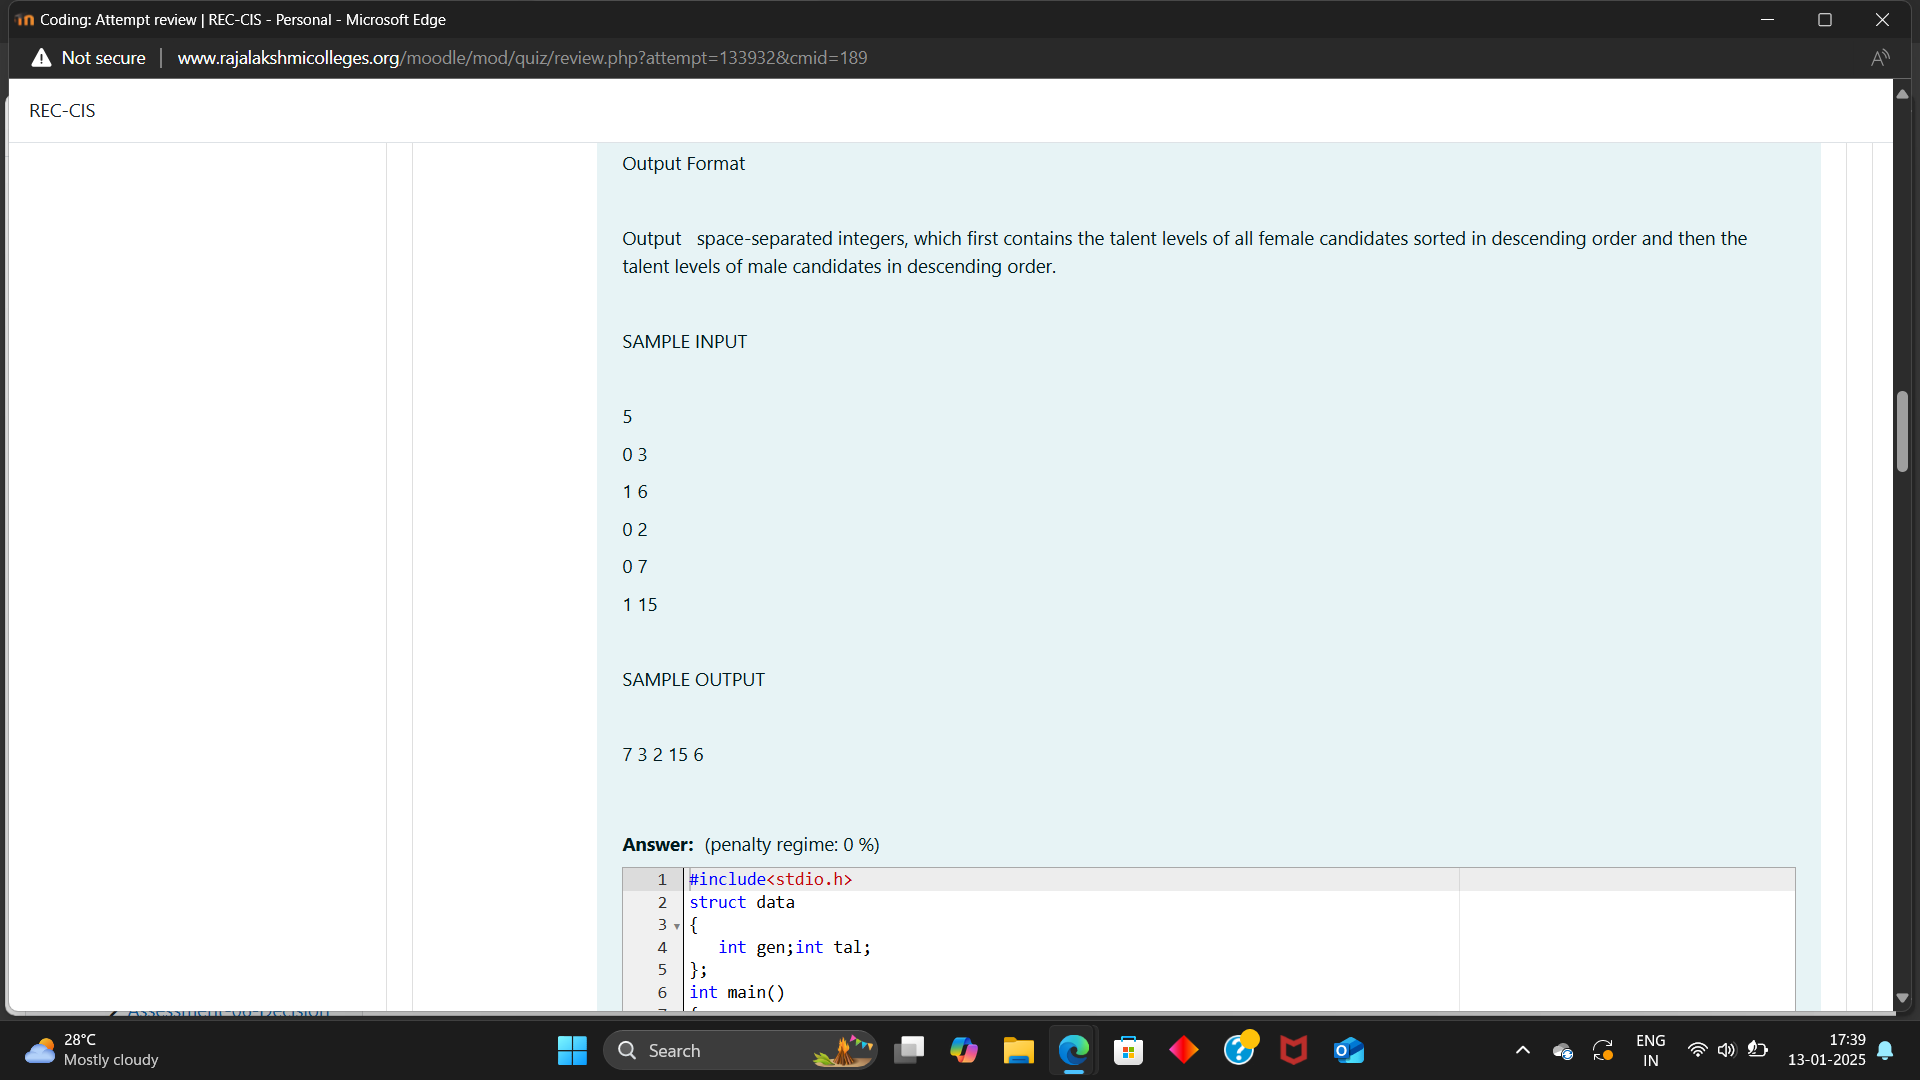 Coding: Attempt review | REC-CIS - Personal - Microsoft Edge
Not secure | www.rajalakshmicolleges.org/moodle/mod/quiz/review.php?attempt=133932&cmid=189
REC-CIS
Output Format
Output space-separated integers, which first contains the talent levels of all female candidates sorted in descending order and then the
talent levels of male candidates in descending order.
SAMPLE INPUT
5
0 3
1 6
0 2
0 7
1 15
SAMPLE OUTPUT
7 3 2 15 6
Answer: (penalty regime: 0 %)
1 #include<stdio.h>
2 struct data
3 {
4 int gen;int tal;
5 };
6 int main()
28°C
Mostly cloudy
Search
ENG
IN
17:39
13-01-2025